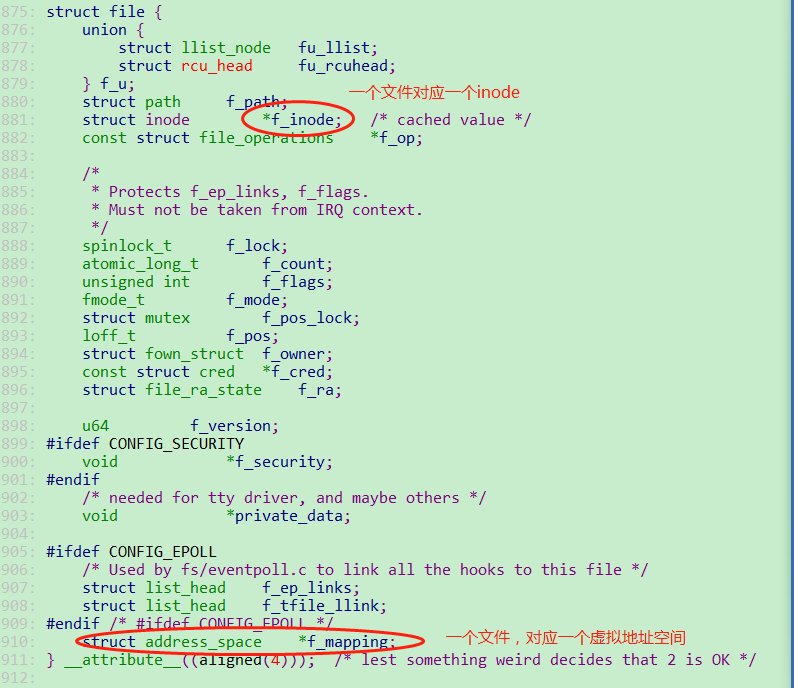 875: struct file {
876: union {
877: struct llist_node fu_llist;
878: struct rcu_head fu_rcuhead;
879: } f_u;
一个文件对应一个inode
880: struct path f_path;
881: struct inode *f_inode; /* cached value */
882: const struct file_operations *f_op;
883:
884: /*
885: * Protects f_ep_links, f_flags.
886: * Must not be taken from IRQ context.
887: */
888: spinlock_t f_lock;
889: atomic_long_t f_count;
890: unsigned int f_flags;
891: fmode_t f_mode;
892: struct mutex f_pos_lock;
893: loff_t f_pos;
894: struct fown_struct f_owner;
895: const struct cred *f_cred;
896: struct file_ra_state f_ra;
897:
898: u64 f_version;
899: #ifdef CONFIG_SECURITY
900: void *f_security;
901: #endif
902: /* needed for tty driver, and maybe others */
903: void *private_data;
904:
905: #ifdef CONFIG_EPOLL
906: /* Used by fs/eventpoll.c to link all the hooks to this file */
907: struct list_head f_ep_links;
908: struct list_head f_tfile_llink;
909: #endif /* #ifdef CONFIG_EPOLL */
910: struct address_space *f_mapping; 一个文件，对应一个虚拟地址空间
911: } __attribute__((aligned(4))); /* lest something weird decides that 2 is OK */
912: